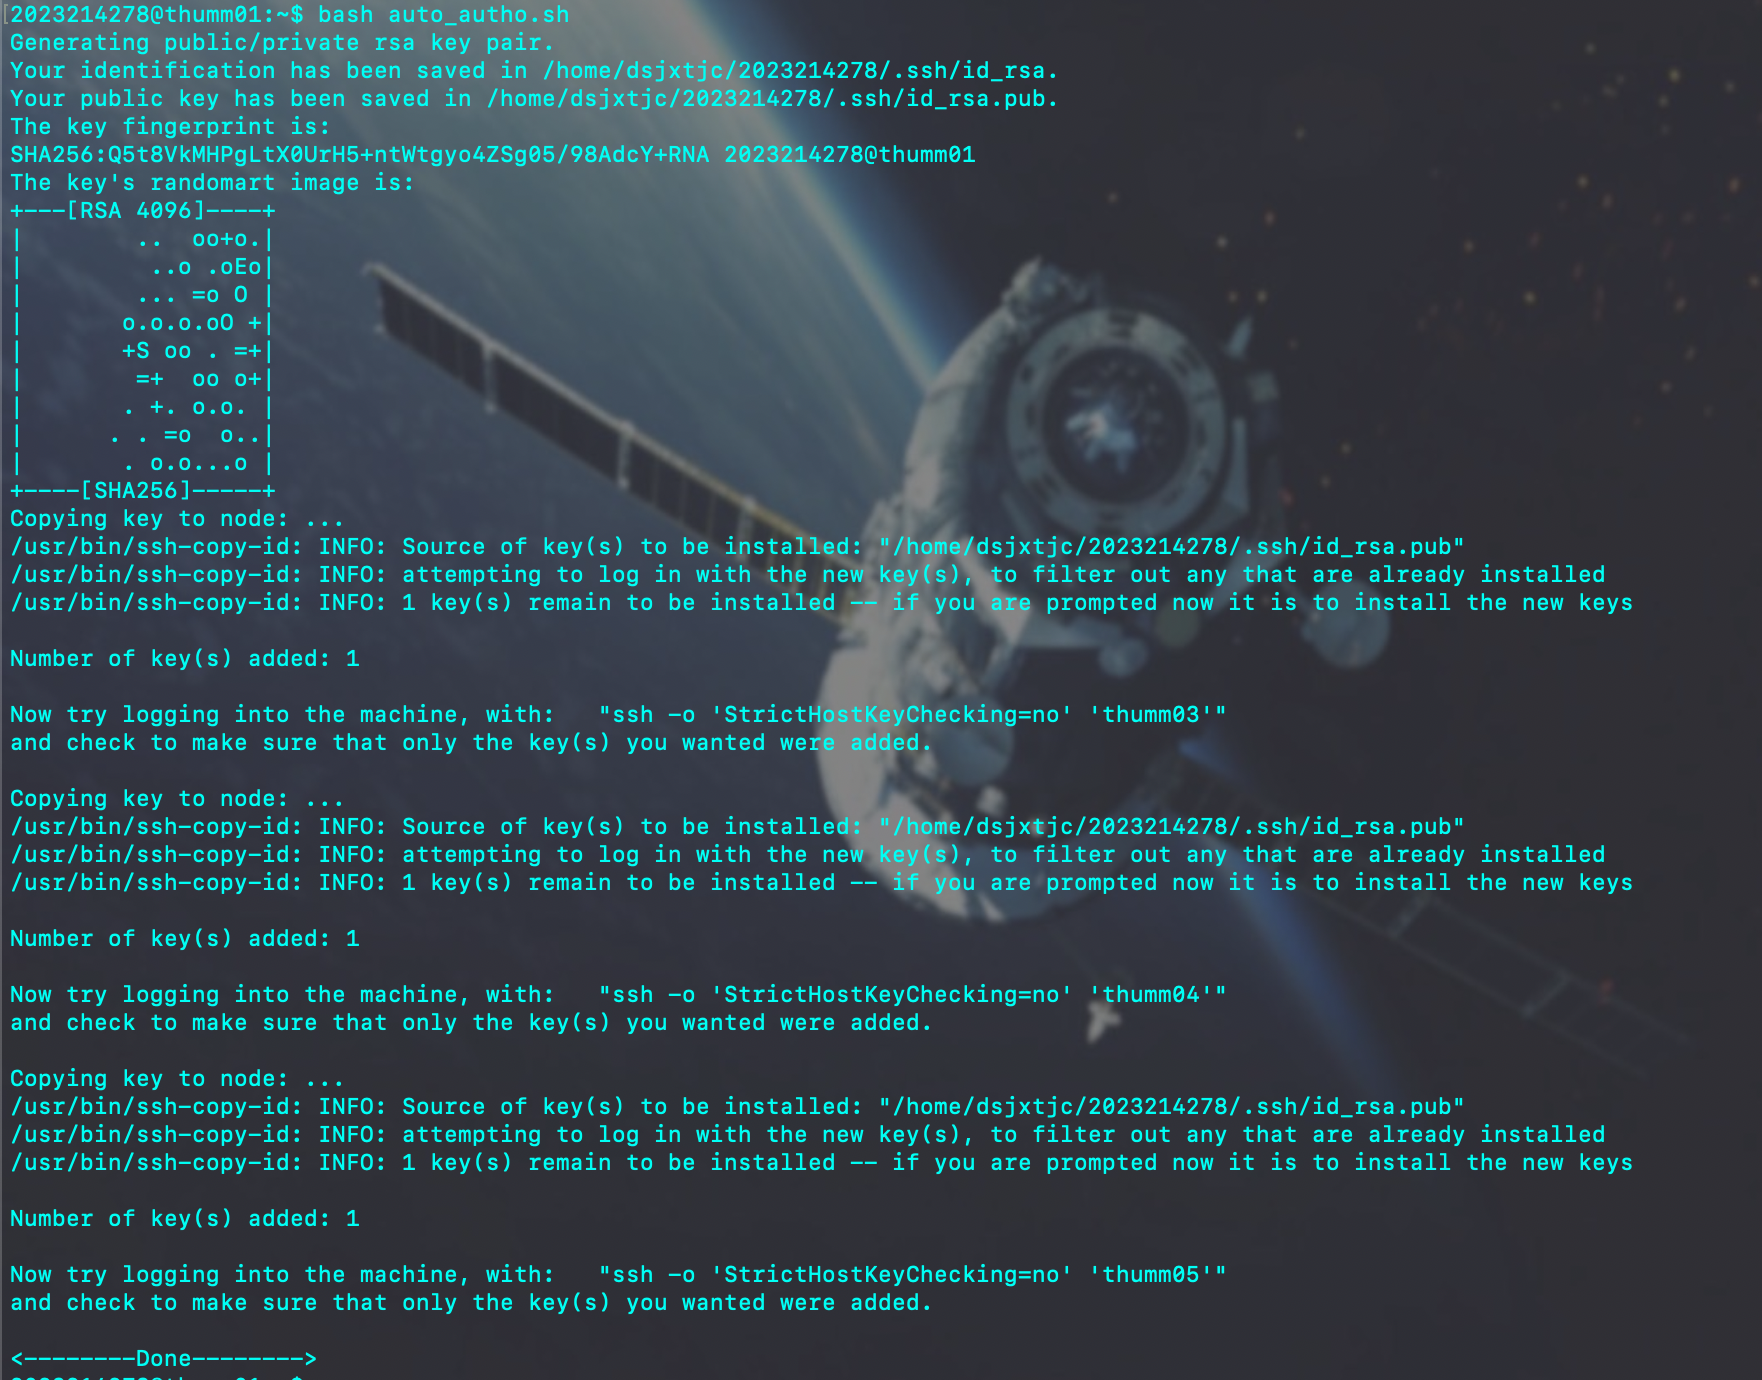 [2023214278@thumm01:~$ bash auto_autho.sh
Generating public/private rsa key pair.
Your identification has been saved in /home/dsjxtjc/2023214278/.ssh/id_rsa.
Your public key has been saved in /home/dsjxtjc/2023214278/.ssh/id_rsa.pub.
The key fingerprint is:
SHA256:Q5t8VkMHPgLtX0UrH5+ntWtgyo4ZSg05/98AdcY+RNA 2023214278@thumm01
The key's randomart image is:
+---[RSA 4096]----+
|        ..  oo+o.|
|         ..o .oEo|
|        ... =o O |
|       o.o.o.oO +|
|       +S oo . =+|
|        =+  oo o+|
|       . +. o.o. |
|      . . =o  o..|
|       . o.o...o |
+----[SHA256]-----+
Copying key to node: ...
/usr/bin/ssh-copy-id: INFO: Source of key(s) to be installed: "/home/dsjxtjc/2023214278/.ssh/id_rsa.pub"
/usr/bin/ssh-copy-id: INFO: attempting to log in with the new key(s), to filter out any that are already installed
/usr/bin/ssh-copy-id: INFO: 1 key(s) remain to be installed -- if you are prompted now it is to install the new keys

Number of key(s) added: 1

Now try logging into the machine, with:   "ssh -o 'StrictHostKeyChecking=no' 'thumm03'"
and check to make sure that only the key(s) you wanted were added.

Copying key to node: ...
/usr/bin/ssh-copy-id: INFO: Source of key(s) to be installed: "/home/dsjxtjc/2023214278/.ssh/id_rsa.pub"
/usr/bin/ssh-copy-id: INFO: attempting to log in with the new key(s), to filter out any that are already installed
/usr/bin/ssh-copy-id: INFO: 1 key(s) remain to be installed -- if you are prompted now it is to install the new keys

Number of key(s) added: 1

Now try logging into the machine, with:   "ssh -o 'StrictHostKeyChecking=no' 'thumm04'"
and check to make sure that only the key(s) you wanted were added.

Copying key to node: ...
/usr/bin/ssh-copy-id: INFO: Source of key(s) to be installed: "/home/dsjxtjc/2023214278/.ssh/id_rsa.pub"
/usr/bin/ssh-copy-id: INFO: attempting to log in with the new key(s), to filter out any that are already installed
/usr/bin/ssh-copy-id: INFO: 1 key(s) remain to be installed -- if you are prompted now it is to install the new keys

Number of key(s) added: 1

Now try logging into the machine, with:   "ssh -o 'StrictHostKeyChecking=no' 'thumm05'"
and check to make sure that only the key(s) you wanted were added.

<--------Done-------->